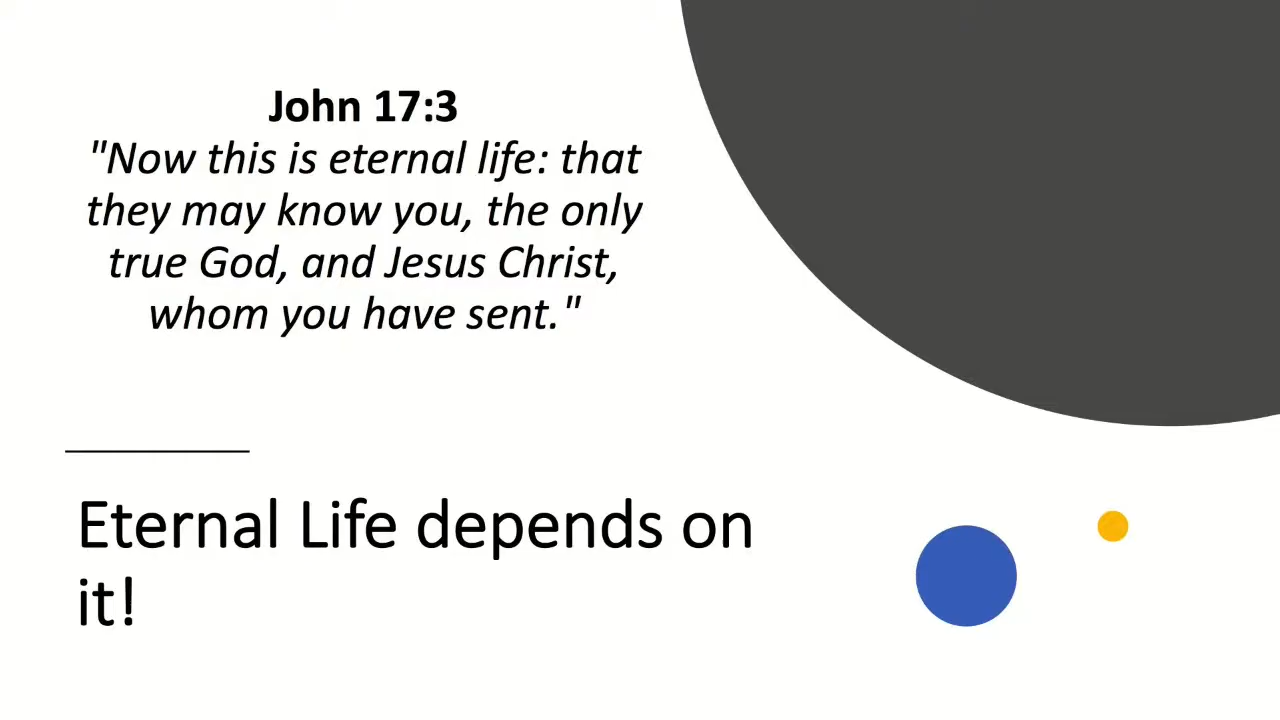 John 17:3
"Now this is eternal life: that
they may know you, the only
true God, and Jesus Christ,
whom you have sent."
Eternal Life depends on
it!